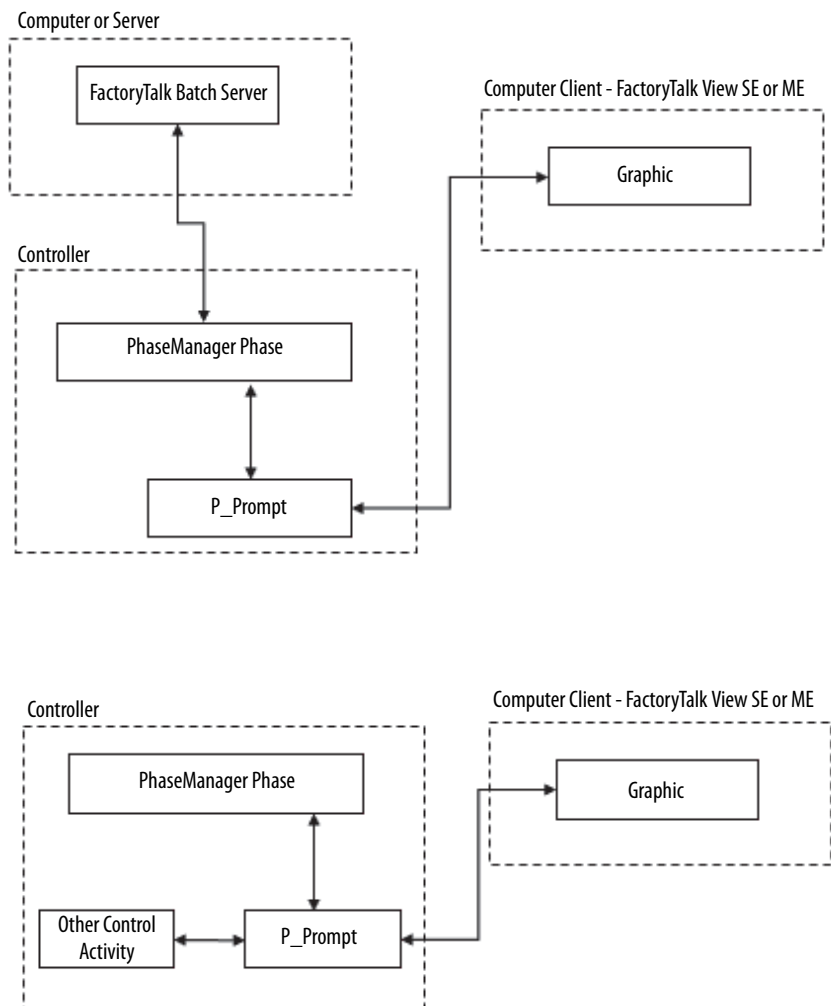 Computer or Server
FactoryTalk Batch Server
Computer Client - FactoryTalk View SE or ME
Graphic
Controller
PhaseManager Phase
P_Prompt
Controller
Computer Client - FactoryTalk View SE or ME
PhaseManager Phase
Graphic
Other Control
Activity
P_Prompt